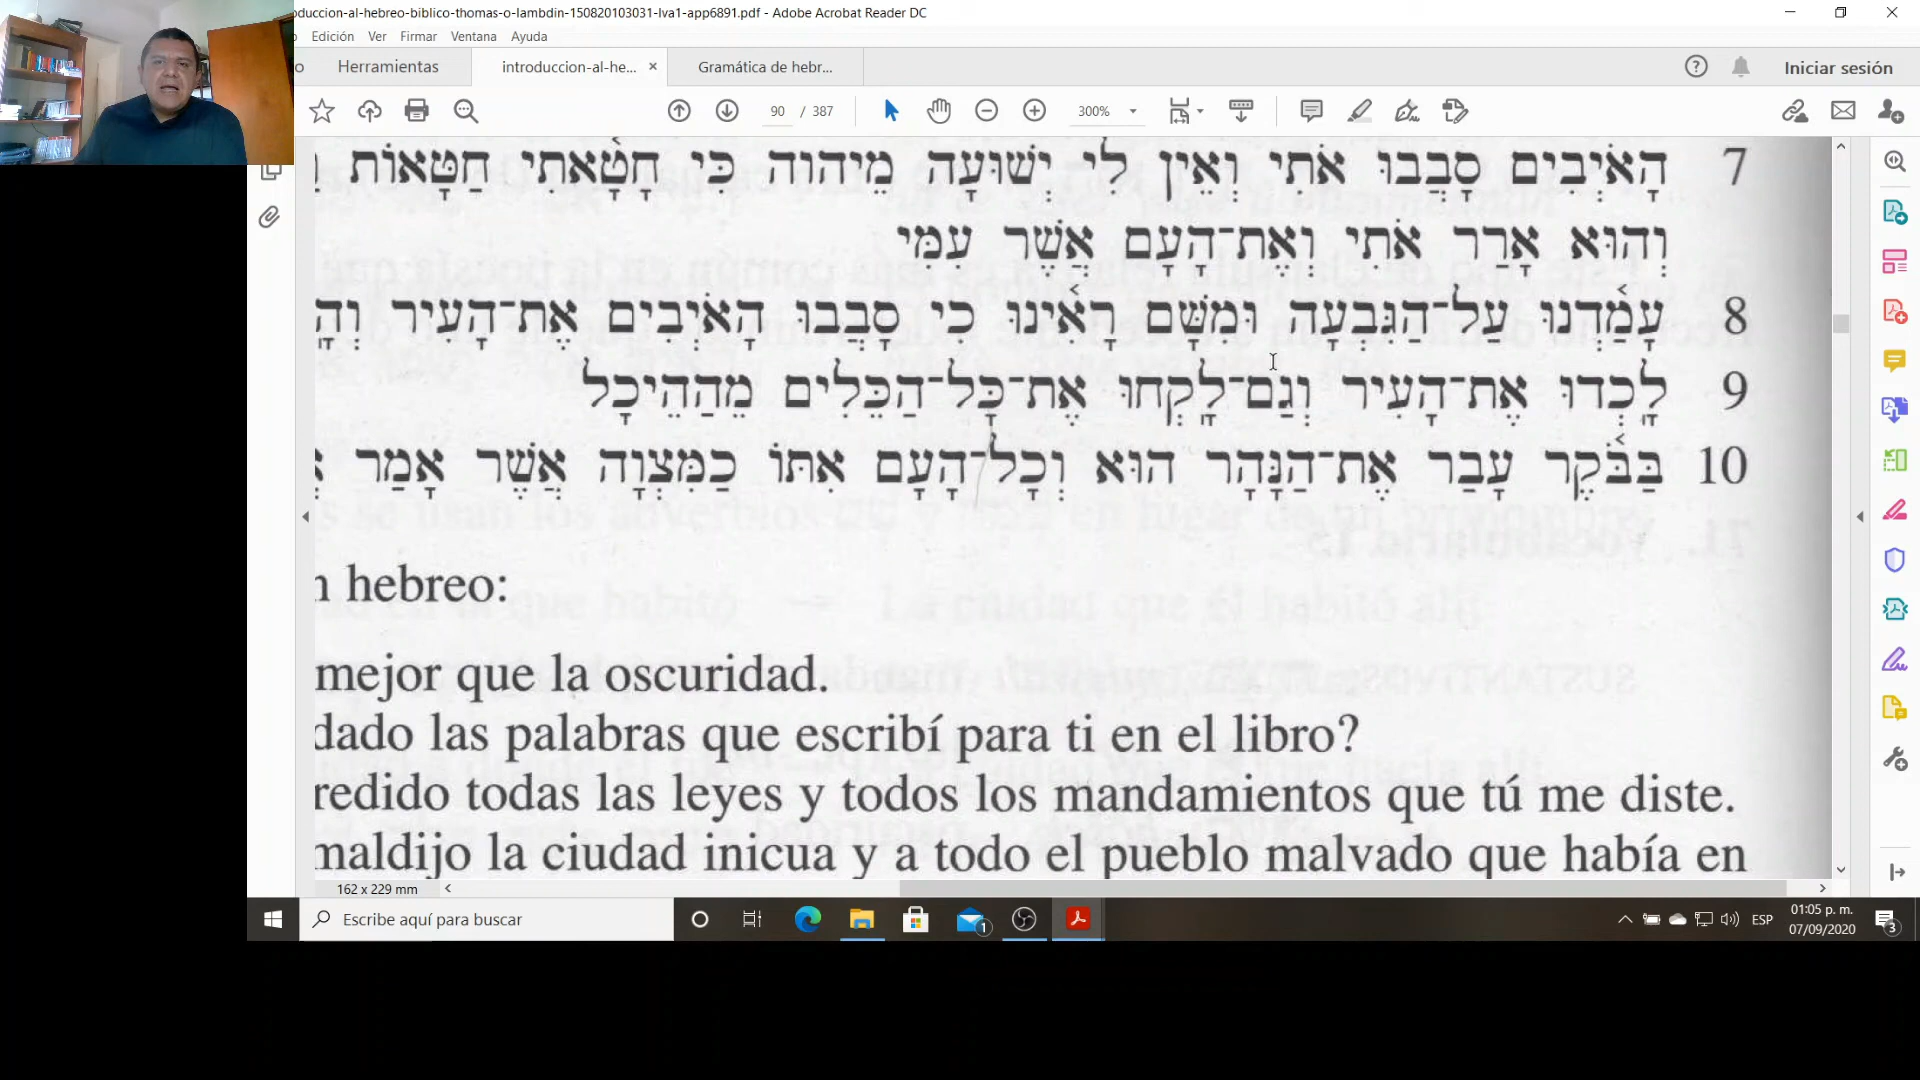 oduccion-al-hebreo-biblico-thomas-o-lambdin-150820103031-lva1-app6891.pdf - Adobe Acrobat Reader DC
Edición Ver Firmar Ventana Ayuda
Herramientas introduccion-al-he... × Gramática de hebr... Iniciar sesión
90 / 387 300%
7 הָאֹיְבִים סָבֲבוּ אֹתִי וְאֵין לִי יְשׁוּעָה מֵיהוה כִּי חָטָ֫אתִי חַטָּאוֹת
וְהוּא אָרַר אֹתִי וְאֶת־הָעָם אֲשֶׁר עִמִּי
8 עָמַ֫דְנוּ עַל־הַגִּבְעָה וּמִשָּׁם רָאִ֫ינוּ כִּי סָבֲבוּ הָאֹיְבִים אֶת־הָעִיר
9 לָֽכְדוּ אֶת־הָעִיר וְגַם־לָֽקְחוּ אֶת־כָּל־הַכֵּלִים מֵהַהֵיכָל
10 בַּבֹּ֫קֶר עָבַר אֶת־הַנָּהָר הוּא וְכָל־הָעָם אִתּוֹ כַּמִּצְוָה אֲשֶׁר אָמַר
n hebreo:
mejor que la oscuridad.
dado las palabras que escribí para ti en el libro?
redido todas las leyes y todos los mandamientos que tú me diste.
maldijo la ciudad inicua y a todo el pueblo malvado que había en
162 x 229 mm
Escribe aquí para buscar
1
ESP
01:05 p. m.
07/09/2020
3